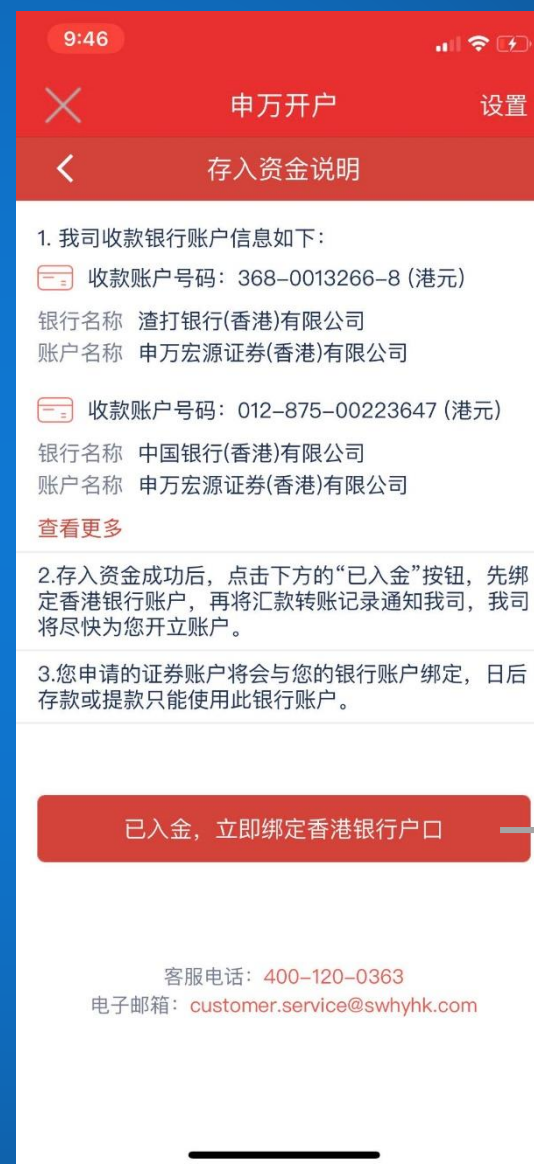 9:46
申万开户 设置
存入资金说明
1. 我司收款银行账户信息如下：
收款账户号码：368–0013266–8 (港元)
银行名称 渣打银行(香港)有限公司
账户名称 申万宏源证券(香港)有限公司
收款账户号码：012–875–00223647 (港元)
银行名称 中国银行(香港)有限公司
账户名称 申万宏源证券(香港)有限公司
查看更多
2.存入资金成功后，点击下方的“已入金”按钮，先绑
定香港银行账户，再将汇款转账记录通知我司，我司
将尽快为您开立账户。
3.您申请的证券账户将会与您的银行账户绑定，日后
存款或提款只能使用此银行账户。
已入金，立即绑定香港银行户口
客服电话：400–120–0363
电子邮箱：customer.service@swhyhk.com